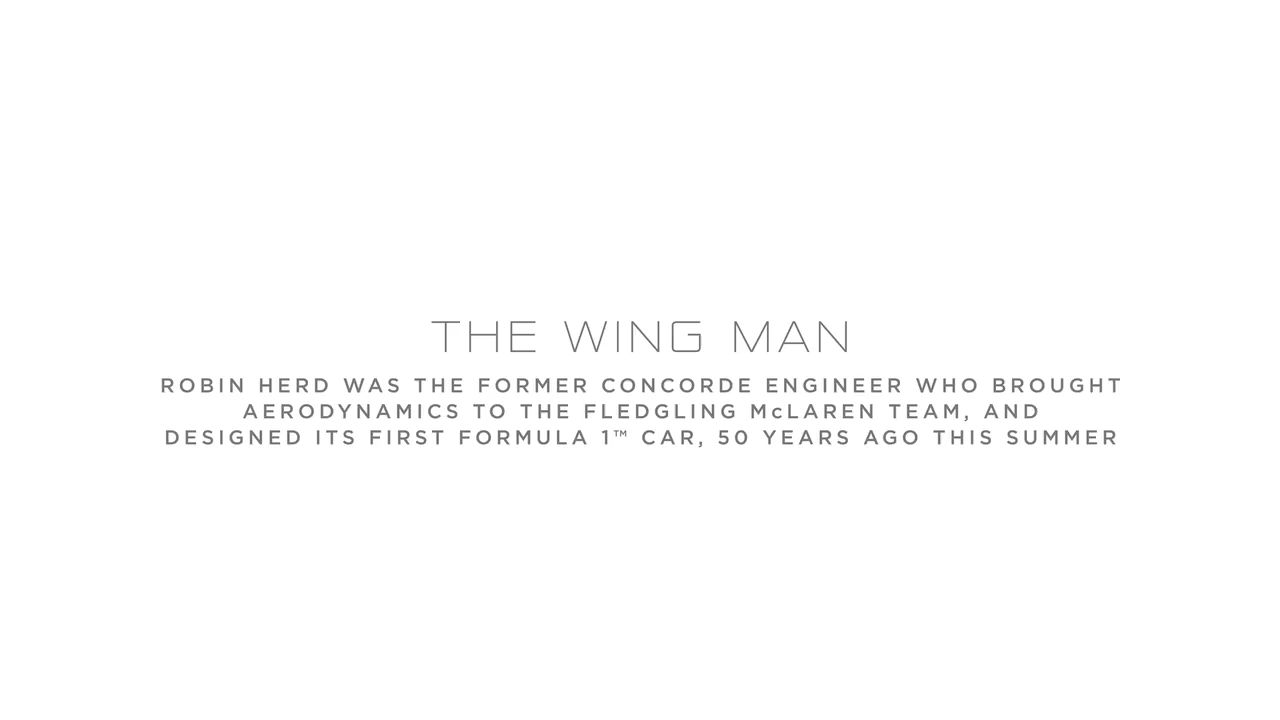 THE WING MAN
ROBIN HERD WAS THE FORMER CONCORDE ENGINEER WHO BROUGHT
AERODYNAMICS TO THE FLEDGLING McLAREN TEAM, AND
DESIGNED ITS FIRST FORMULA 1™ CAR, 50 YEARS AGO THIS SUMMER